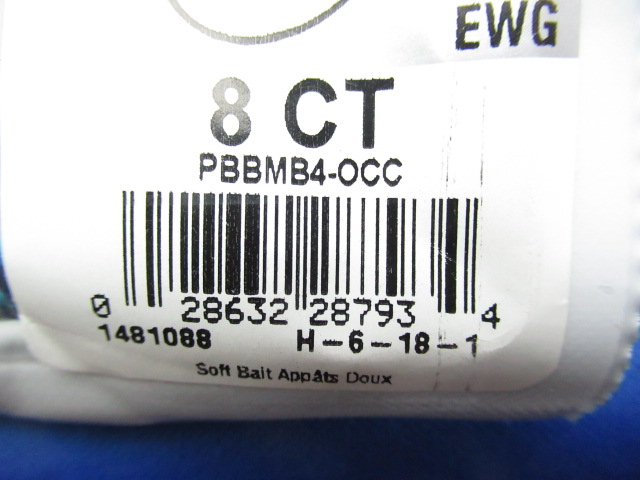 EWG
8 CT
PBBMB4-OCC
0 28632 28793 4
1481088 H-6-18-1
Soft Bait Appâts Doux